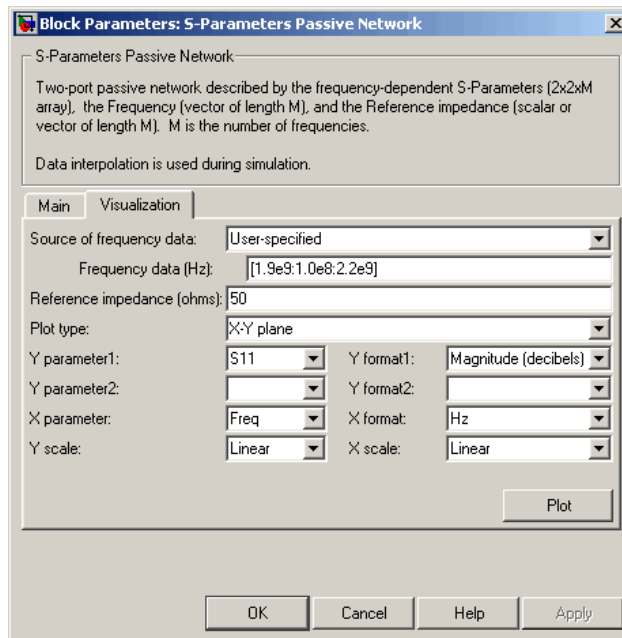 Block Parameters: S-Parameters Passive Network
S-Parameters Passive Network
Two-port passive network described by the frequency-dependent S-Parameters (2x2xM
array),  the Frequency (vector of length M), and the Reference impedance (scalar or
vector of length M).  M is the number of frequencies.
Data interpolation is used during simulation.
Main Visualization
Source of frequency data: User-specified
Frequency data (Hz): [1.9e9:1.0e8:2.2e9]
Reference impedance (ohms): 50
Plot type: X-Y plane
Y parameter1: S11 Y format1: Magnitude (decibels)
Y parameter2: Y format2:
X parameter: Freq X format: Hz
Y scale: Linear X scale: Linear
Plot
OK Cancel Help Apply